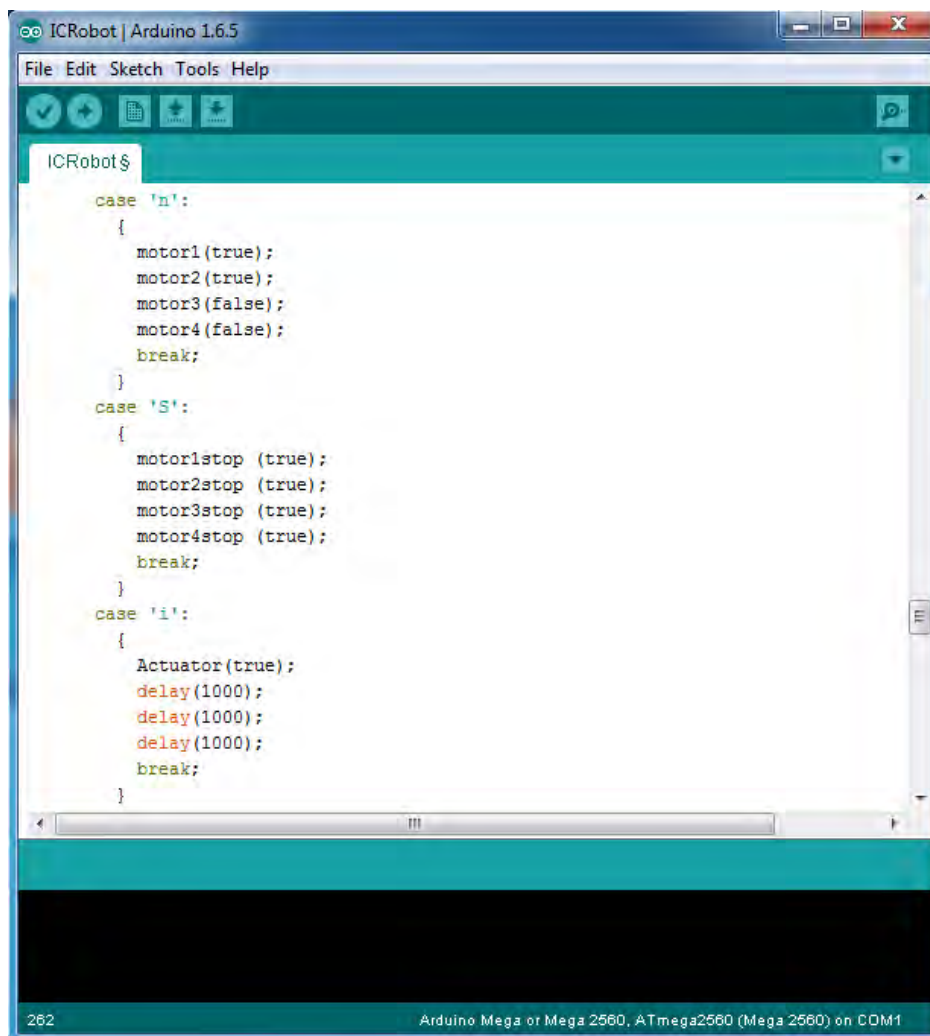 ICRobot | Arduino 1.6.5
File Edit Sketch Tools Help
ICRobot §
case 'n':
{
motor1(true);
motor2(true);
motor3(false);
motor4(false);
break;
}
case 'S':
{
motor1stop (true);
motor2stop (true);
motor3stop (true);
motor4stop (true);
break;
}
case 'i':
{
Actuator(true);
delay(1000);
delay(1000);
delay(1000);
break;
}
262 Arduino Mega or Mega 2560, ATmega2560 (Mega 2560) on COM1